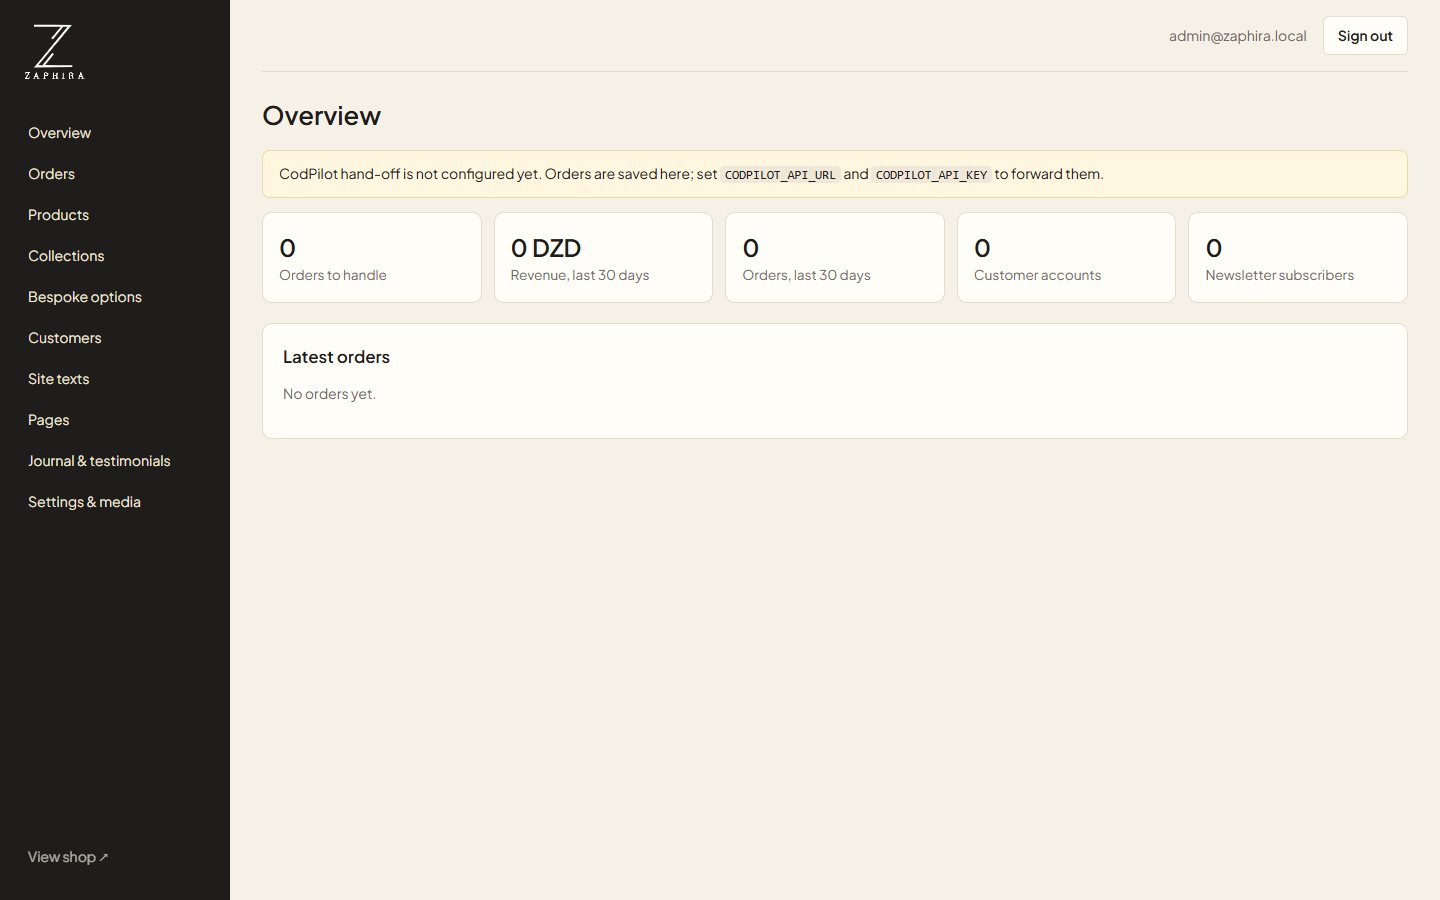 ZAPHIRA
Overview
Orders
Products
Collections
Bespoke options
Customers
Site texts
Pages
Journal & testimonials
Settings & media
View shop ↗
admin@zaphira.local
Sign out
Overview
CodPilot hand-off is not configured yet. Orders are saved here; set CODPILOT_API_URL and CODPILOT_API_KEY to forward them.
0
Orders to handle
0 DZD
Revenue, last 30 days
0
Orders, last 30 days
0
Customer accounts
0
Newsletter subscribers
Latest orders
No orders yet.